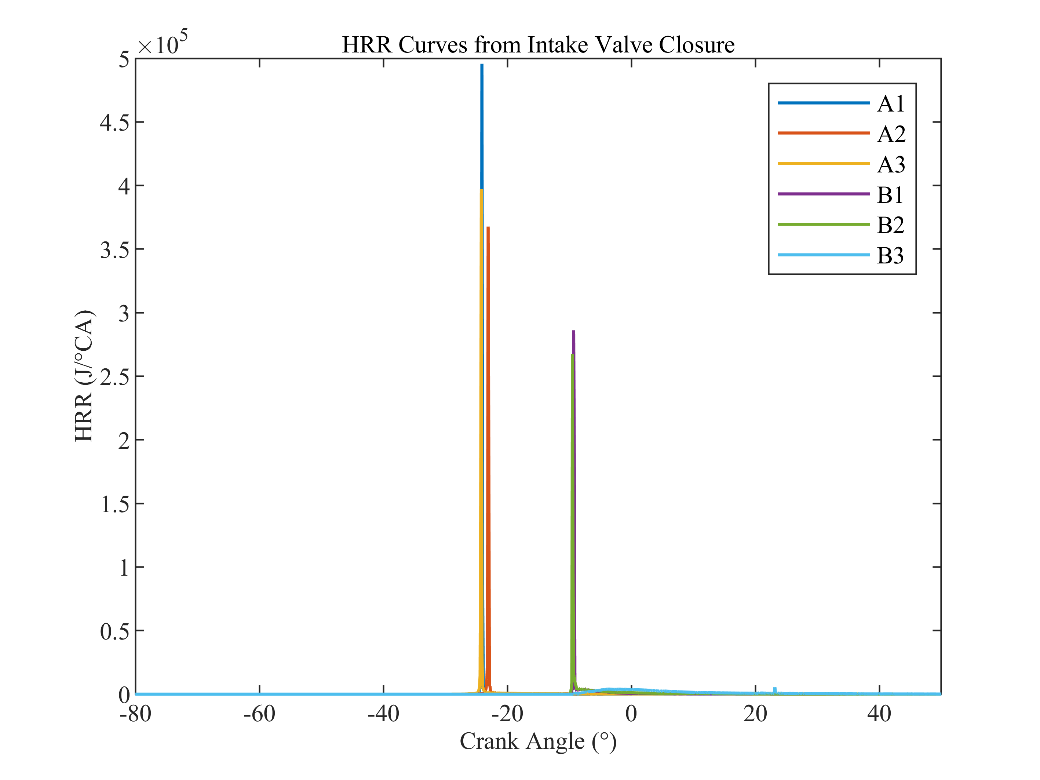 HRR Curves from Intake Valve Closure
×10⁵
5
4.5
4
3.5
3
2.5
2
1.5
1
0.5
0
HRR (J/°CA)
-80
-60
-40
-20
0
20
40
Crank Angle (°)
A1
A2
A3
B1
B2
B3